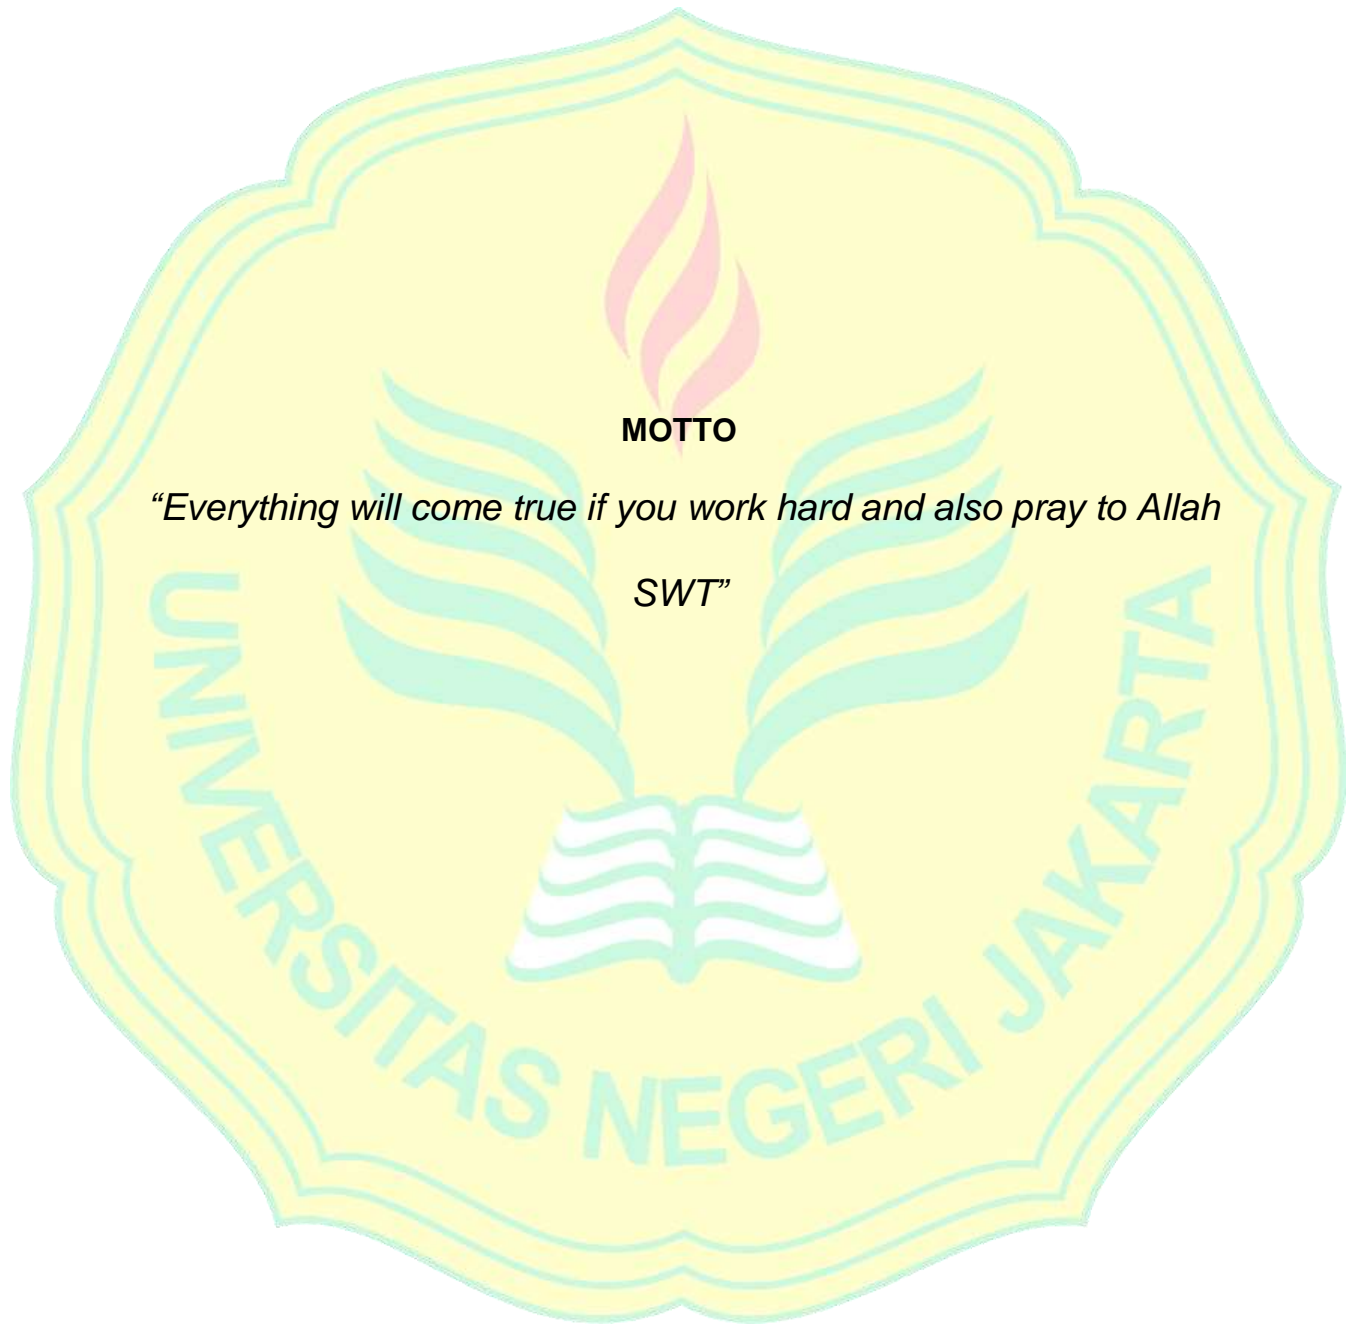 MOTTO
“Everything will come true if you work hard and also pray to Allah
SWT”
UNIVERSITAS NEGERI JAKARTA